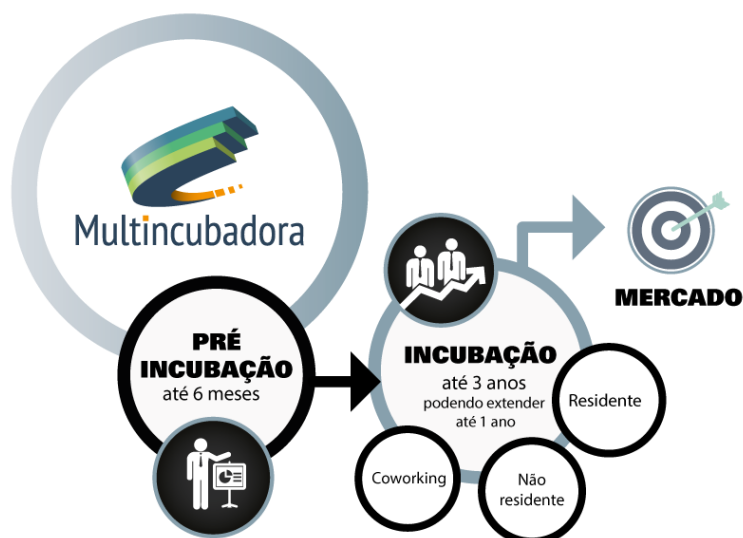 Multincubadora
PRÉ
INCUBAÇÃO
até 6 meses
INCUBAÇÃO
até 3 anos
podendo extender
até 1 ano
Coworking
Não
residente
Residente
MERCADO